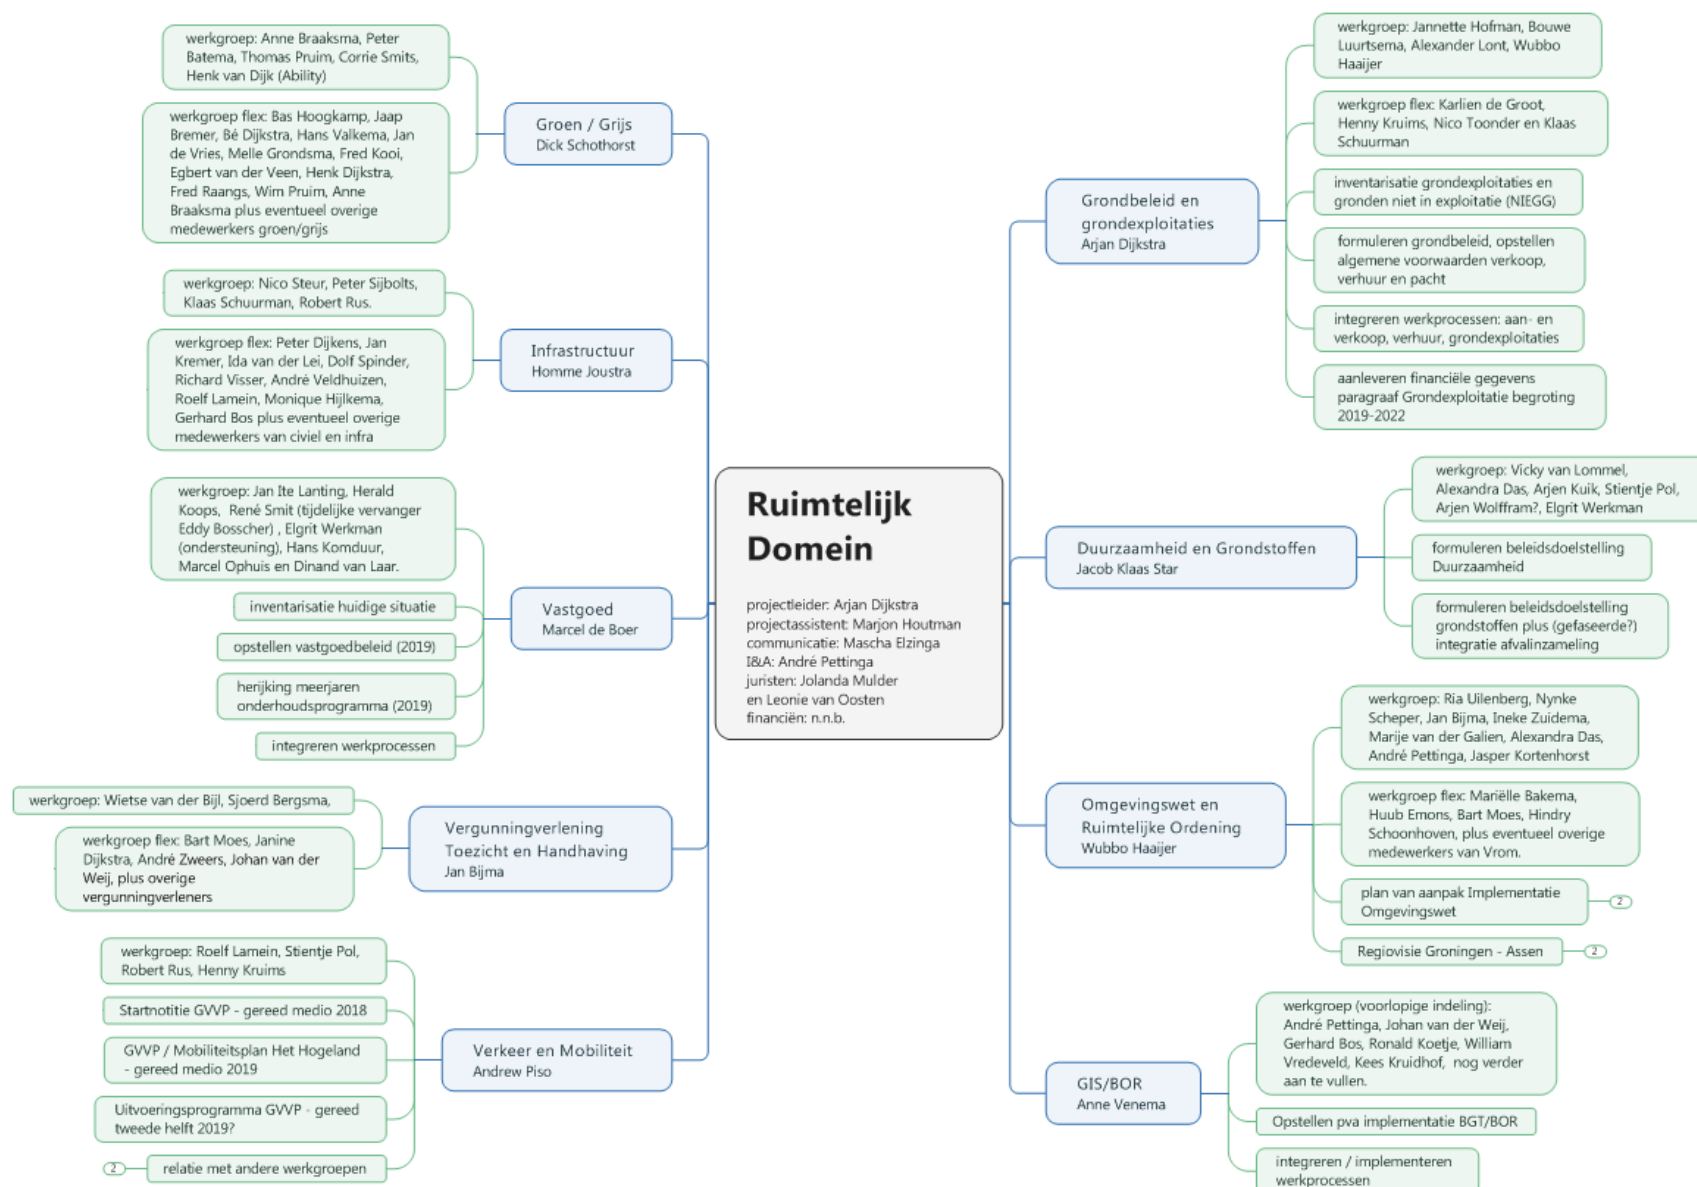 Ruimtelijk
Domein
projectleider: Arjan Dijkstra
projectassistent: Marjon Houtman
communicatie: Mascha Elzinga
I&A: André Pettinga
juristen: Jolanda Mulder
en Leonie van Oosten
financiën: n.n.b.
Groen / Grijs
Dick Schothorst
werkgroep: Anne Braaksma, Peter
Batema, Thomas Pruim, Corrie Smits,
Henk van Dijk (Ability)
werkgroep flex: Bas Hoogkamp, Jaap
Bremer, Bé Dijkstra, Hans Valkema, Jan
de Vries, Melle Grondsma, Fred Kooi,
Egbert van der Veen, Henk Dijkstra,
Fred Raangs, Wim Pruim, Anne
Braaksma plus eventueel overige
medewerkers groen/grijs
Infrastructuur
Homme Joustra
werkgroep: Nico Steur, Peter Sijbolts,
Klaas Schuurman, Robert Rus.
werkgroep flex: Peter Dijkens, Jan
Kremer, Ida van der Lei, Dolf Spinder,
Richard Visser, André Veldhuizen,
Roelf Lamein, Monique Hijlkema,
Gerhard Bos plus eventueel overige
medewerkers van civiel en infra
Vastgoed
Marcel de Boer
werkgroep: Jan Ite Lanting, Herald
Koops, René Smit (tijdelijke vervanger
Eddy Bosscher) , Elgrit Werkman
(ondersteuning), Hans Komduur,
Marcel Ophuis en Dinand van Laar.
inventarisatie huidige situatie
opstellen vastgoedbeleid (2019)
herijking meerjaren
onderhoudsprogramma (2019)
integreren werkprocessen
Vergunningverlening
Toezicht en Handhaving
Jan Bijma
werkgroep: Wietse van der Bijl, Sjoerd Bergsma,
werkgroep flex: Bart Moes, Janine
Dijkstra, André Zweers, Johan van der
Weij, plus overige
vergunningverleners
Verkeer en Mobiliteit
Andrew Piso
werkgroep: Roelf Lamein, Stientje Pol,
Robert Rus, Henny Kruims
Startnotitie GVVP - gereed medio 2018
GVVP / Mobiliteitsplan Het Hogeland
- gereed medio 2019
Uitvoeringsprogramma GVVP - gereed
tweede helft 2019?
relatie met andere werkgroepen
2
Grondbeleid en
grondexploitaties
Arjan Dijkstra
werkgroep: Jannette Hofman, Bouwe
Luurtsema, Alexander Lont, Wubbo
Haaijer
werkgroep flex: Karlien de Groot,
Henny Kruims, Nico Toonder en Klaas
Schuurman
inventarisatie grondexploitaties en
gronden niet in exploitatie (NIEGG)
formuleren grondbeleid, opstellen
algemene voorwaarden verkoop,
verhuur en pacht
integreren werkprocessen: aan- en
verkoop, verhuur, grondexploitaties
aanleveren financiële gegevens
paragraaf Grondexploitatie begroting
2019-2022
Duurzaamheid en Grondstoffen
Jacob Klaas Star
werkgroep: Vicky van Lommel,
Alexandra Das, Arjen Kuik, Stientje Pol,
Arjen Wolffram?, Elgrit Werkman
formuleren beleidsdoelstelling
Duurzaamheid
formuleren beleidsdoelstelling
grondstoffen plus (gefaseerde?)
integratie afvalinzameling
Omgevingswet en
Ruimtelijke Ordening
Wubbo Haaijer
werkgroep: Ria Uilenberg, Nynke
Scheper, Jan Bijma, Ineke Zuidema,
Marije van der Galien, Alexandra Das,
André Pettinga, Jasper Kortenhorst
werkgroep flex: Mariëlle Bakema,
Huub Emons, Bart Moes, Hindry
Schoonhoven, plus eventueel overige
medewerkers van Vrom.
plan van aanpak Implementatie
Omgevingswet
2
Regiovisie Groningen - Assen
2
GIS/BOR
Anne Venema
werkgroep (voorlopige indeling):
André Pettinga, Johan van der Weij,
Gerhard Bos, Ronald Koetje, William
Vredeveld, Kees Kruidhof, nog verder
aan te vullen.
Opstellen pva implementatie BGT/BOR
integreren / implementeren
werkprocessen